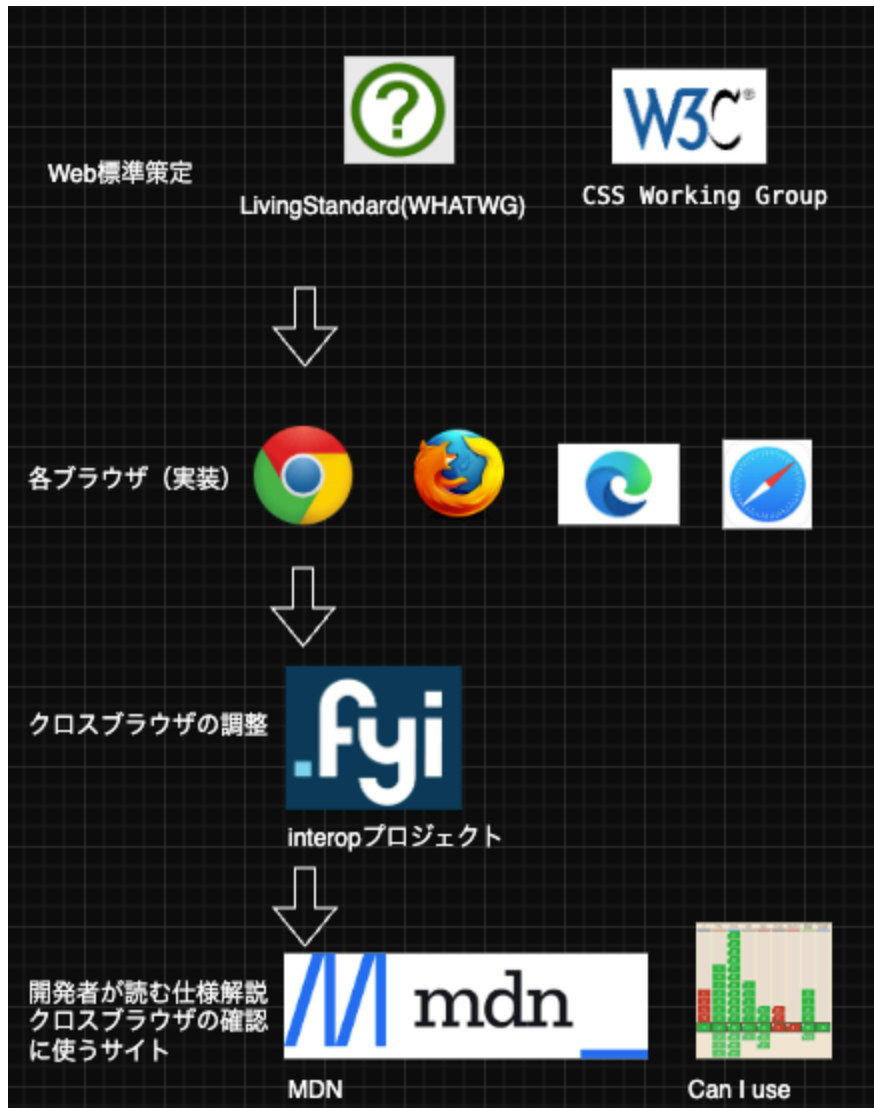 W3C®
Web標準策定
LivingStandard(WHATWG)
CSS Working Group
各ブラウザ（実装）
クロスブラウザの調整
.fyi
interopプロジェクト
開発者が読む仕様解説
クロスブラウザの確認
に使うサイト
mdn
MDN
Can I use